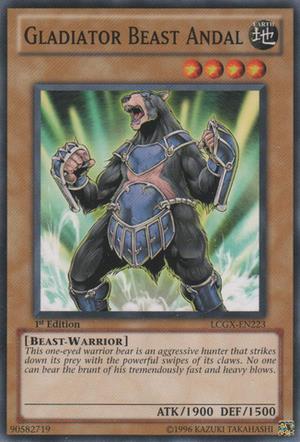 GLADIATOR BEAST ANDAL
EARTH
地
LCGX-EN223
1st Edition
[BEAST-WARRIOR]
This one-eyed warrior bear is an aggressive hunter that strikes
down its prey with the powerful swipes of its claws. No one
can bear the brunt of his tremendously fast and heavy blows.
ATK/1900 DEF/1500
90582719
©1996 KAZUKI TAKAHASHI